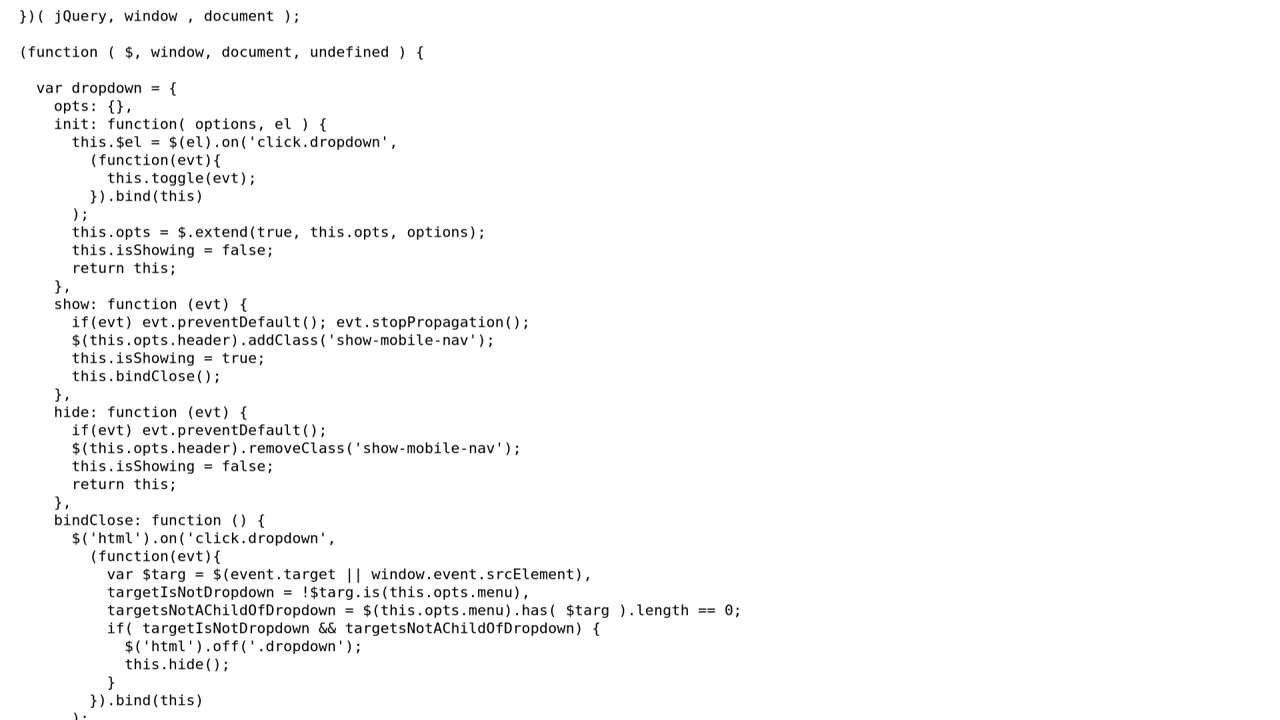 })( jQuery, window , document );

(function ( $, window, document, undefined ) {

  var dropdown = {
    opts: {},
    init: function( options, el ) {
      this.$el = $(el).on('click.dropdown',
        (function(evt){
          this.toggle(evt);
        }).bind(this)
      );
      this.opts = $.extend(true, this.opts, options);
      this.isShowing = false;
      return this;
    },
    show: function (evt) {
      if(evt) evt.preventDefault(); evt.stopPropagation();
      $(this.opts.header).addClass('show-mobile-nav');
      this.isShowing = true;
      this.bindClose();
    },
    hide: function (evt) {
      if(evt) evt.preventDefault();
      $(this.opts.header).removeClass('show-mobile-nav');
      this.isShowing = false;
      return this;
    },
    bindClose: function () {
      $('html').on('click.dropdown',
        (function(evt){
          var $targ = $(event.target || window.event.srcElement),
          targetIsNotDropdown = !$targ.is(this.opts.menu),
          targetsNotAChildOfDropdown = $(this.opts.menu).has( $targ ).length == 0;
          if( targetIsNotDropdown && targetsNotAChildOfDropdown) {
            $('html').off('.dropdown');
            this.hide();
          }
        }).bind(this)
      );